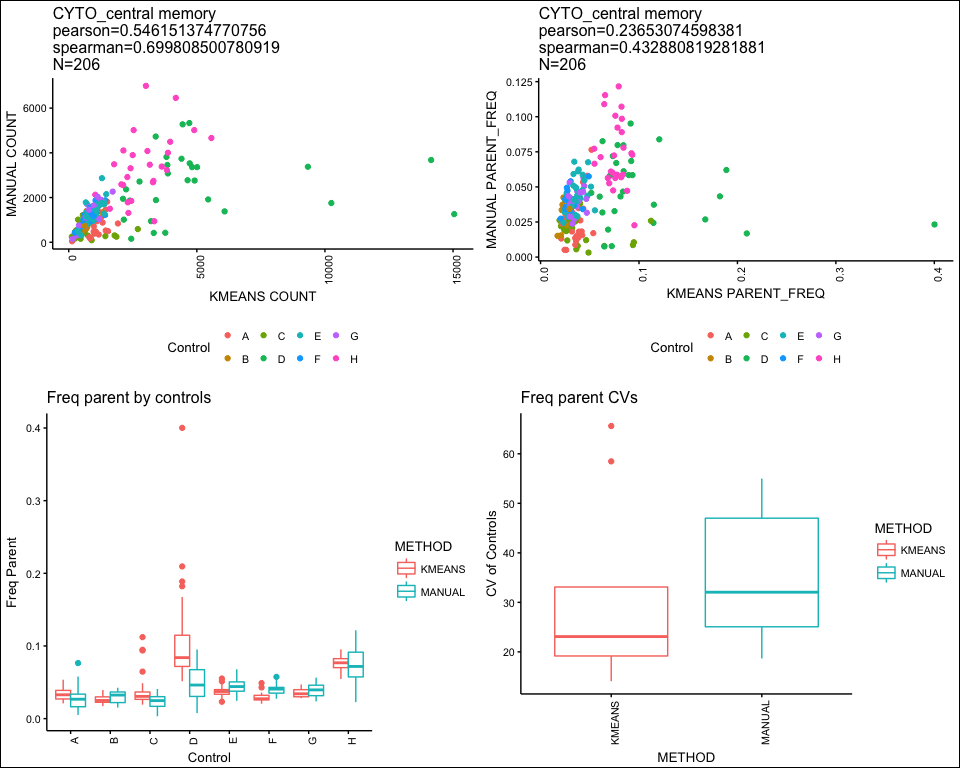 CYTO_central memory
pearson=0.546151374770756
spearman=0.699808500780919
N=206
MANUAL COUNT
6000
4000
2000
0
0
5000
10000
15000
KMEANS COUNT
Control
A
C
E
G
B
D
F
H
CYTO_central memory
pearson=0.23653074598381
spearman=0.432880819281881
N=206
MANUAL PARENT_FREQ
0.125
0.100
0.075
0.050
0.025
0.000
0.0
0.1
0.2
0.3
0.4
KMEANS PARENT_FREQ
Control
A
C
E
G
B
D
F
H
Freq parent by controls
Freq Parent
0.4
0.3
0.2
0.1
0.0
A
B
C
D
E
F
G
H
Control
METHOD
KMEANS
MANUAL
Freq parent CVs
CV of Controls
60
50
40
30
20
KMEANS
MANUAL
METHOD
METHOD
KMEANS
MANUAL